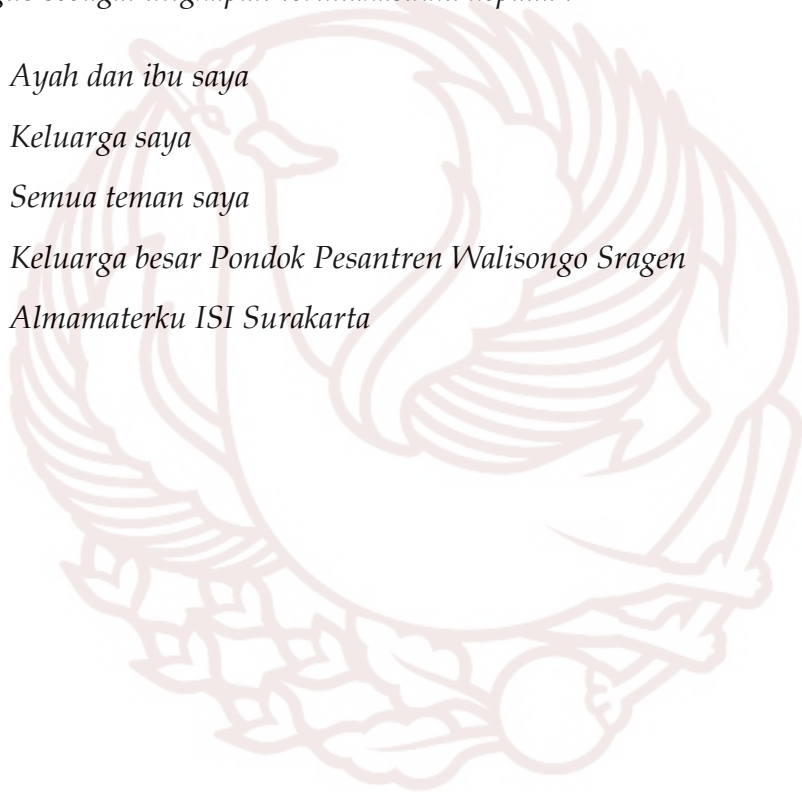 Ayah dan ibu saya
Keluarga saya
Semua teman saya
Keluarga besar Pondok Pesantren Walisongo Sragen
Almamaterku ISI Surakarta